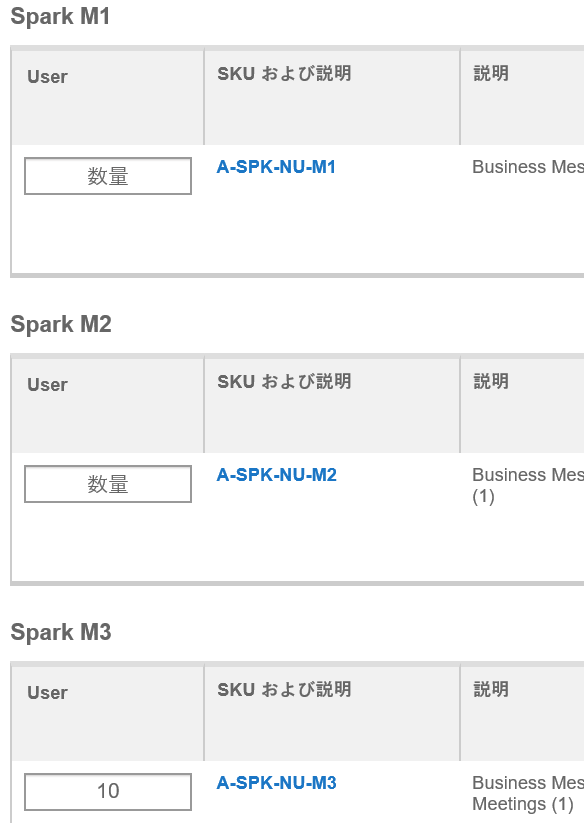 Spark M1
User SKU および説明 説明
数量 A-SPK-NU-M1 Business Mes
Spark M2
User SKU および説明 説明
数量 A-SPK-NU-M2 Business Mes
(1)
Spark M3
User SKU および説明 説明
10 A-SPK-NU-M3 Business Mes
Meetings (1)